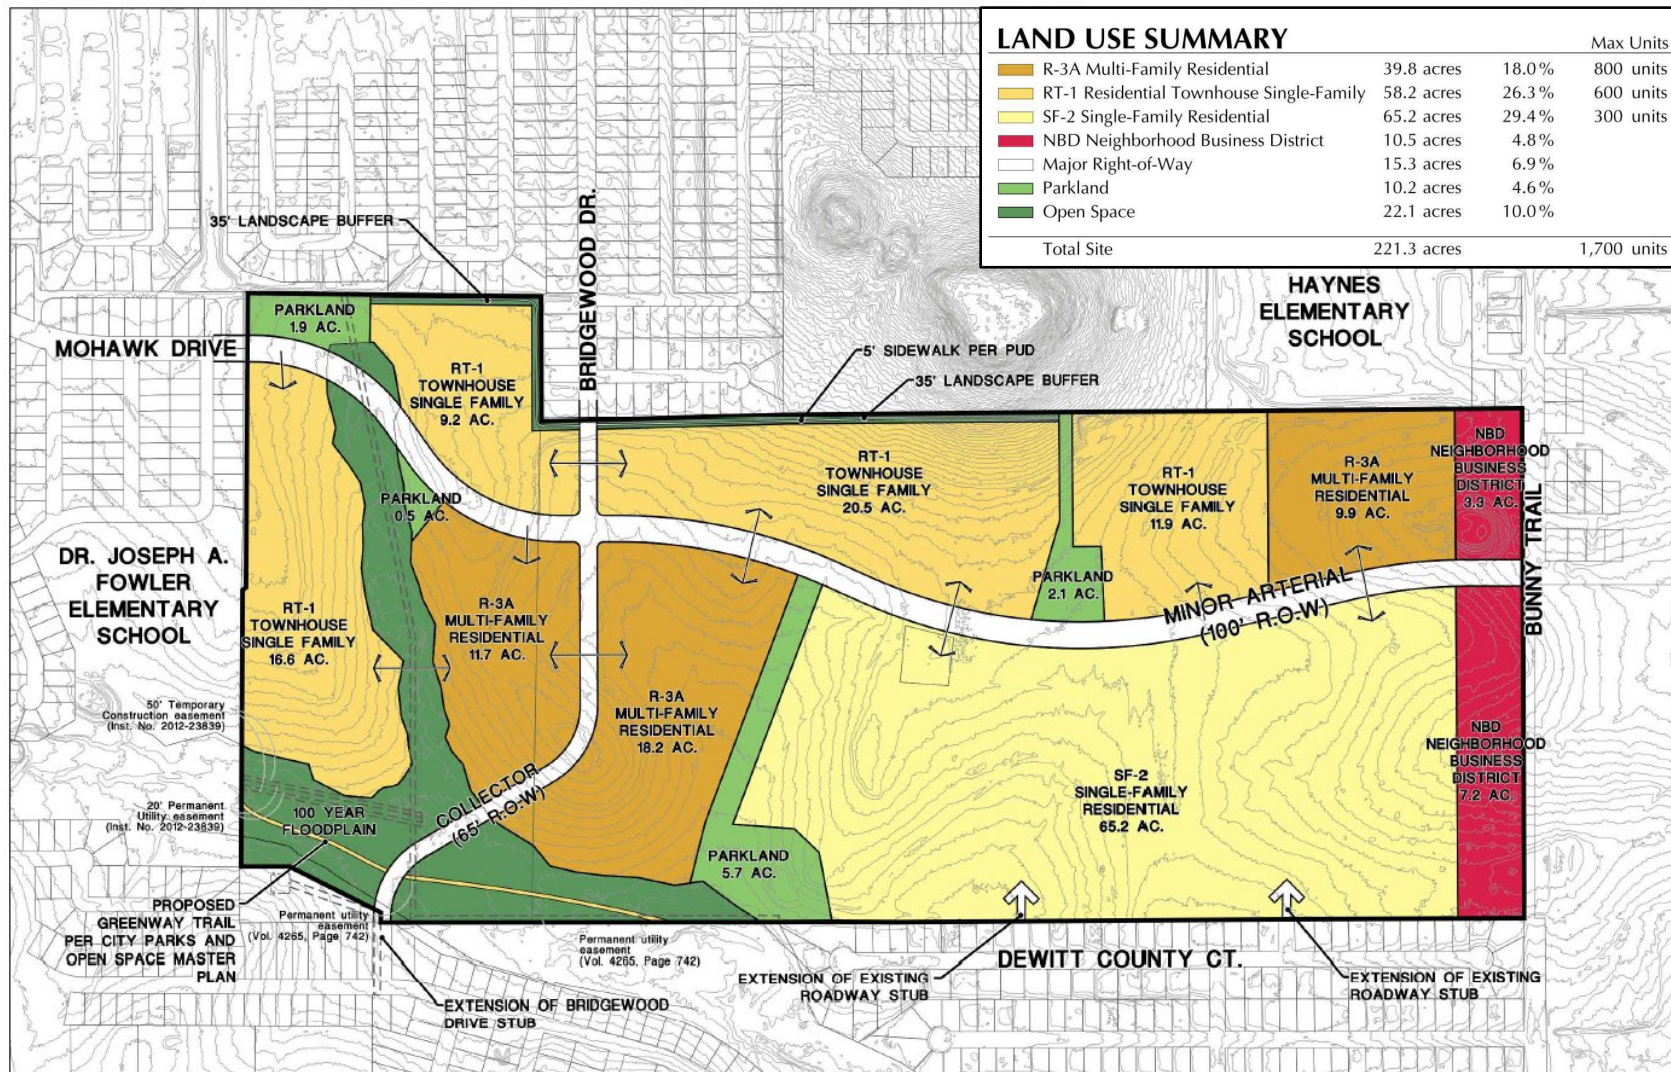 LAND USE SUMMARY Max Units
R-3A Multi-Family Residential 39.8 acres 18.0% 800 units
RT-1 Residential Townhouse Single-Family 58.2 acres 26.3% 600 units
SF-2 Single-Family Residential 65.2 acres 29.4% 300 units
NBD Neighborhood Business District 10.5 acres 4.8%
Major Right-of-Way 15.3 acres 6.9%
Parkland 10.2 acres 4.6%
Open Space 22.1 acres 10.0%
Total Site 221.3 acres 1,700 units
35' LANDSCAPE BUFFER
BRIDGEWOOD DR.
HAYNES
ELEMENTARY
SCHOOL
PARKLAND
1.9 AC.
MOHAWK DRIVE
RT-1
TOWNHOUSE
SINGLE FAMILY
9.2 AC.
5' SIDEWALK PER PUD
35' LANDSCAPE BUFFER
RT-1
TOWNHOUSE
SINGLE FAMILY
20.5 AC.
RT-1
TOWNHOUSE
SINGLE FAMILY
11.9 AC.
R-3A
MULTI-FAMILY
RESIDENTIAL
9.9 AC.
NBD
NEIGHBORHOOD
BUSINESS
DISTRICT
3.3 AC.
BUNNY TRAIL
PARKLAND
0.5 AC.
DR. JOSEPH A.
FOWLER
ELEMENTARY
SCHOOL
RT-1
TOWNHOUSE
SINGLE FAMILY
16.6 AC.
R-3A
MULTI-FAMILY
RESIDENTIAL
11.7 AC.
PARKLAND
2.1 AC.
MINOR ARTERIAL
(100' R.O.W)
R-3A
MULTI-FAMILY
RESIDENTIAL
18.2 AC.
50' Temporary
Construction easement
(Inst. No. 2012-23839)
NBD
NEIGHBORHOOD
BUSINESS
DISTRICT
7.2 AC.
SF-2
SINGLE-FAMILY
RESIDENTIAL
65.2 AC.
COLLECTOR
(65' R.O.W)
20' Permanent
Utility easement
(Inst. No. 2012-23839)
100 YEAR
FLOODPLAIN
PARKLAND
5.7 AC.
PROPOSED
GREENWAY TRAIL
PER CITY PARKS AND
OPEN SPACE MASTER
PLAN
Permanent utility
easement
(Vol. 4265, Page 742)
Permanent utility
easement
(Vol. 4265, Page 742)
DEWITT COUNTY CT.
EXTENSION OF EXISTING
ROADWAY STUB
EXTENSION OF EXISTING
ROADWAY STUB
EXTENSION OF BRIDGEWOOD
DRIVE STUB